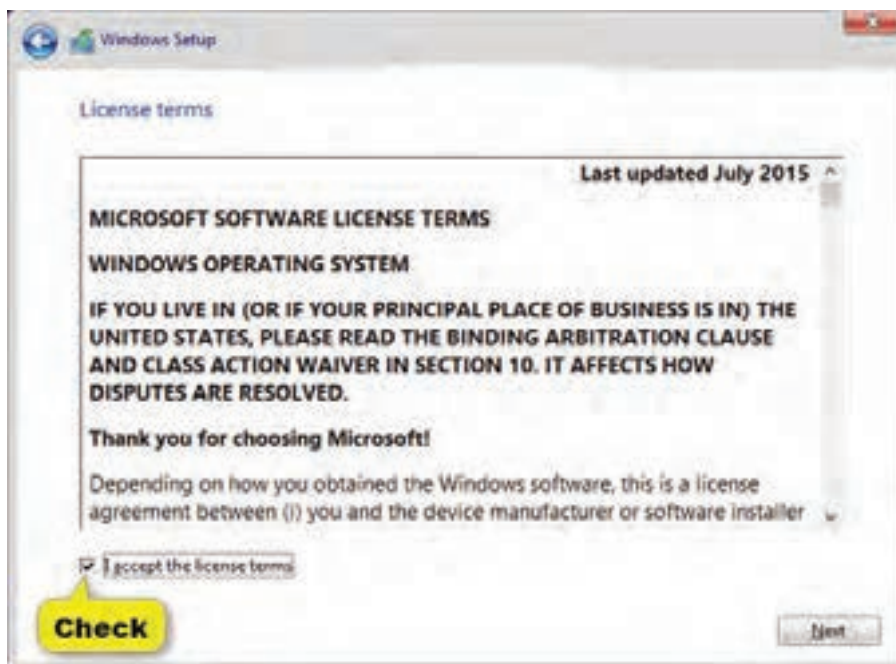 Windows Setup
License terms
Last updated July 2015
MICROSOFT SOFTWARE LICENSE TERMS
WINDOWS OPERATING SYSTEM
IF YOU LIVE IN (OR IF YOUR PRINCIPAL PLACE OF BUSINESS IS IN) THE
UNITED STATES, PLEASE READ THE BINDING ARBITRATION CLAUSE
AND CLASS ACTION WAIVER IN SECTION 10. IT AFFECTS HOW
DISPUTES ARE RESOLVED.
Thank you for choosing Microsoft!
Depending on how you obtained the Windows software, this is a license
agreement between (i) you and the device manufacturer or software installer
I accept the license terms
Check
Next